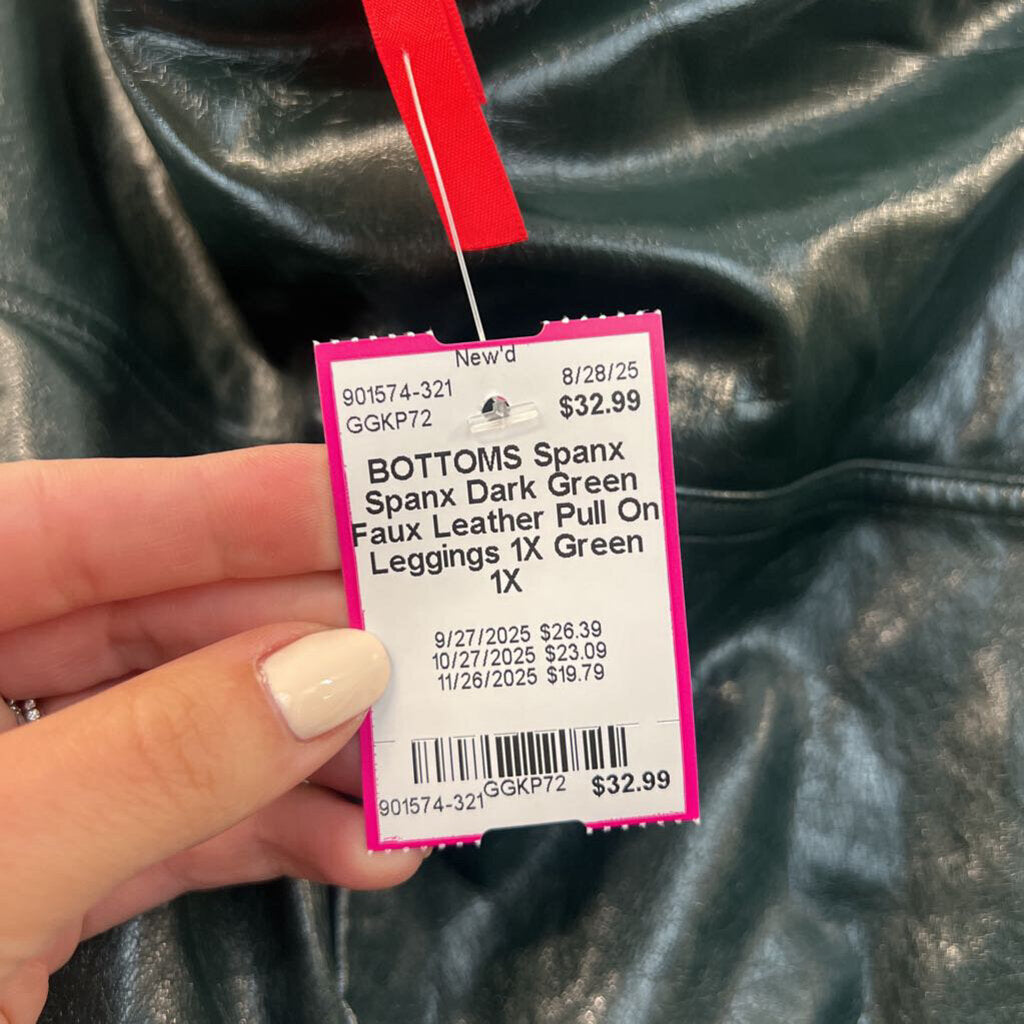 New'd
901574-321
8/28/25
GGKP72
$32.99
BOTTOMS Spanx
Spanx Dark Green
Faux Leather Pull On
Leggings 1X Green
1X
9/27/2025 $26.39
10/27/2025 $23.09
11/26/2025 $19.79
901574-321
GGKP72
$32.99